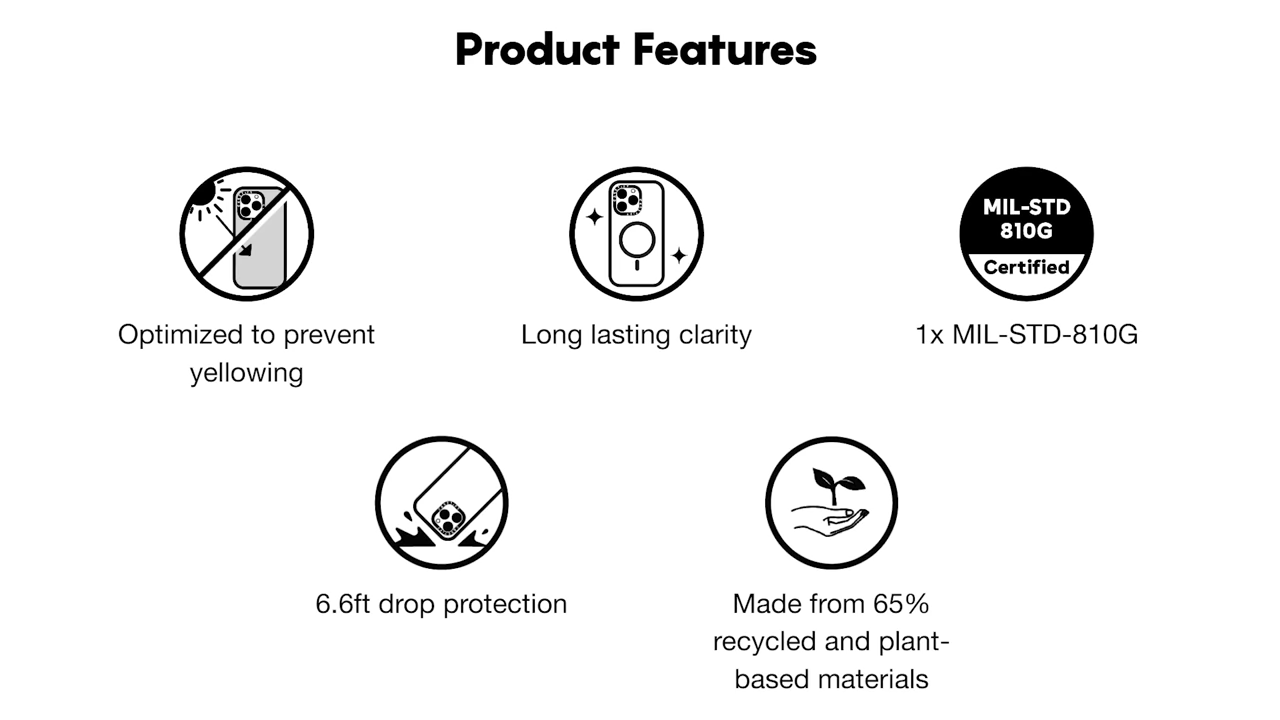 Product Features
Optimized to prevent
yellowing
Long lasting clarity
MIL-STD
810G
Certified
1x MIL-STD-810G
6.6ft drop protection
Made from 65%
recycled and plant-
based materials